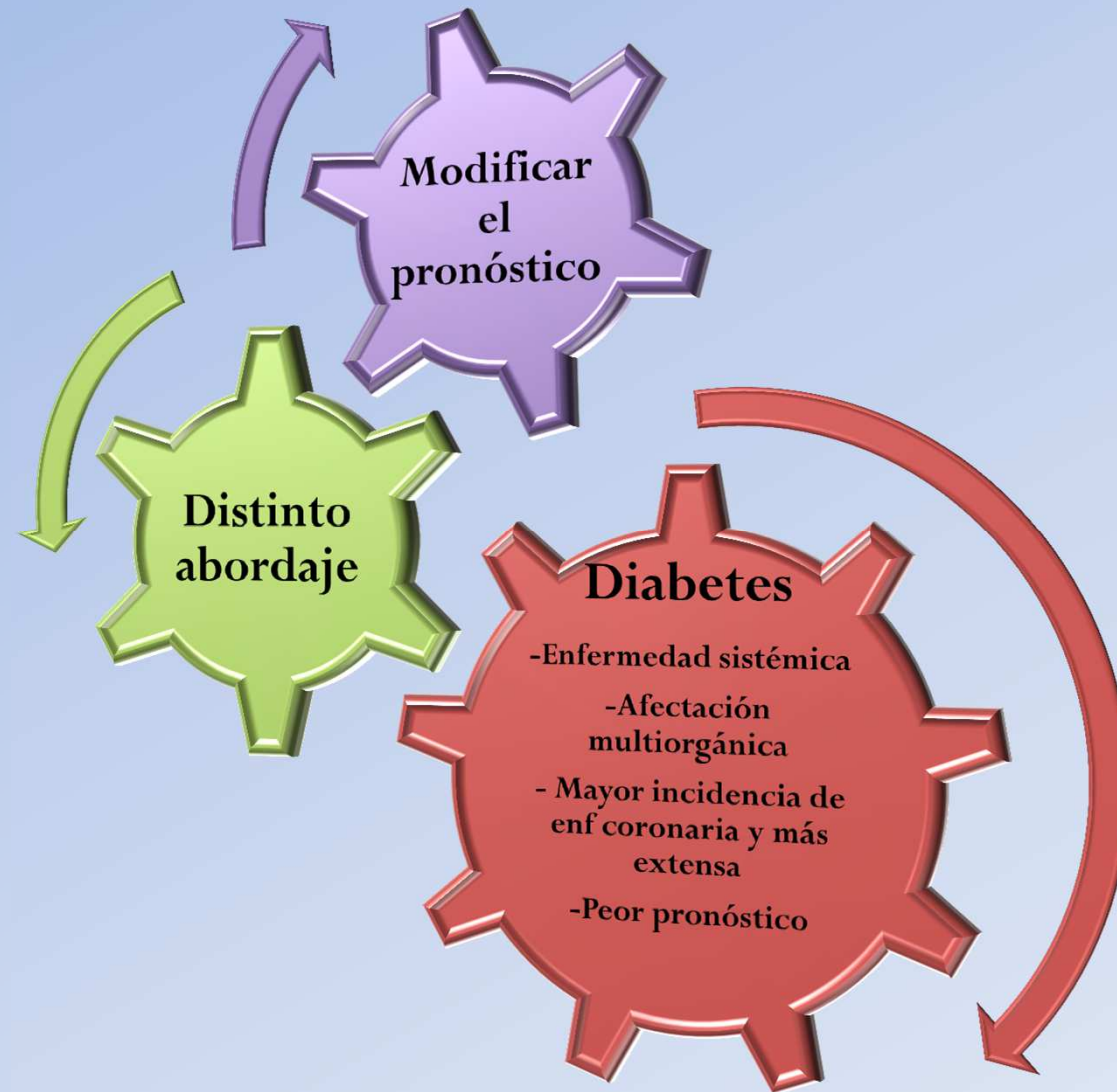 Modificar
el
pronóstico
Distinto
abordaje
Diabetes
-Enfermedad sistémica
-Afectación
multiorgánica
- Mayor incidencia de
enf coronaria y más
extensa
-Peor pronóstico